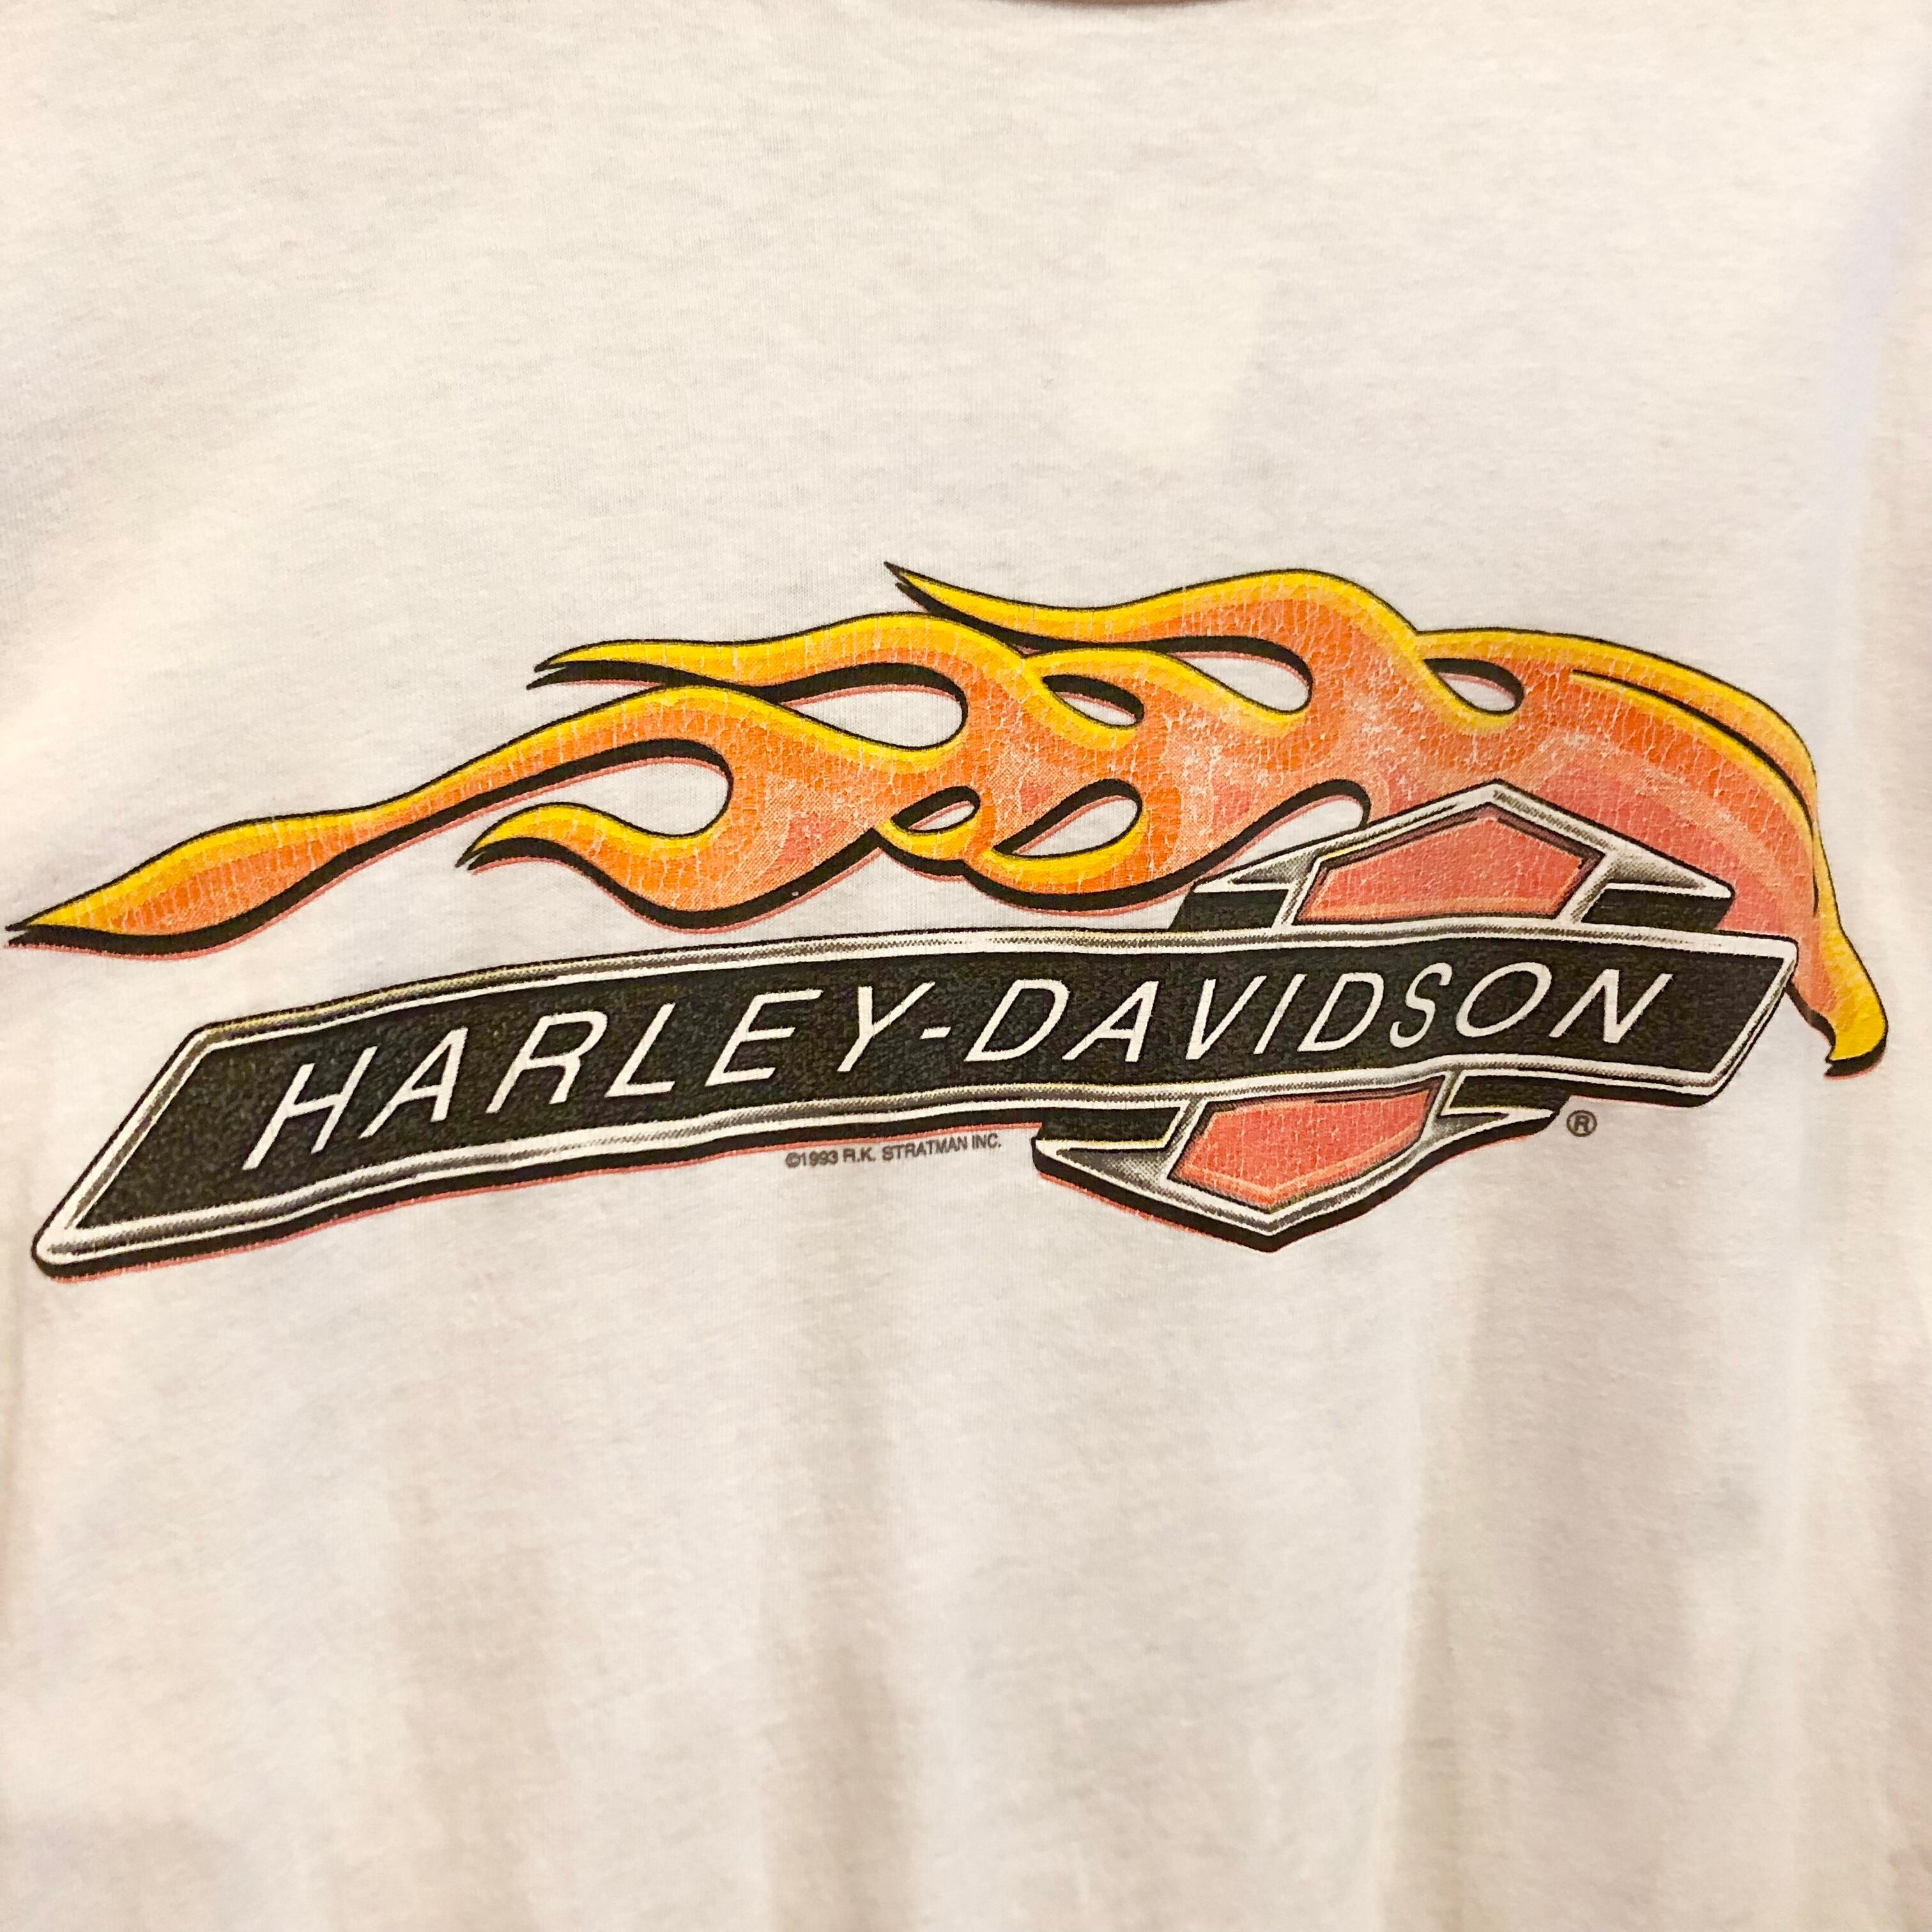 HARLEY-DAVIDSON
®
©1993 R.K. STRATMAN INC.